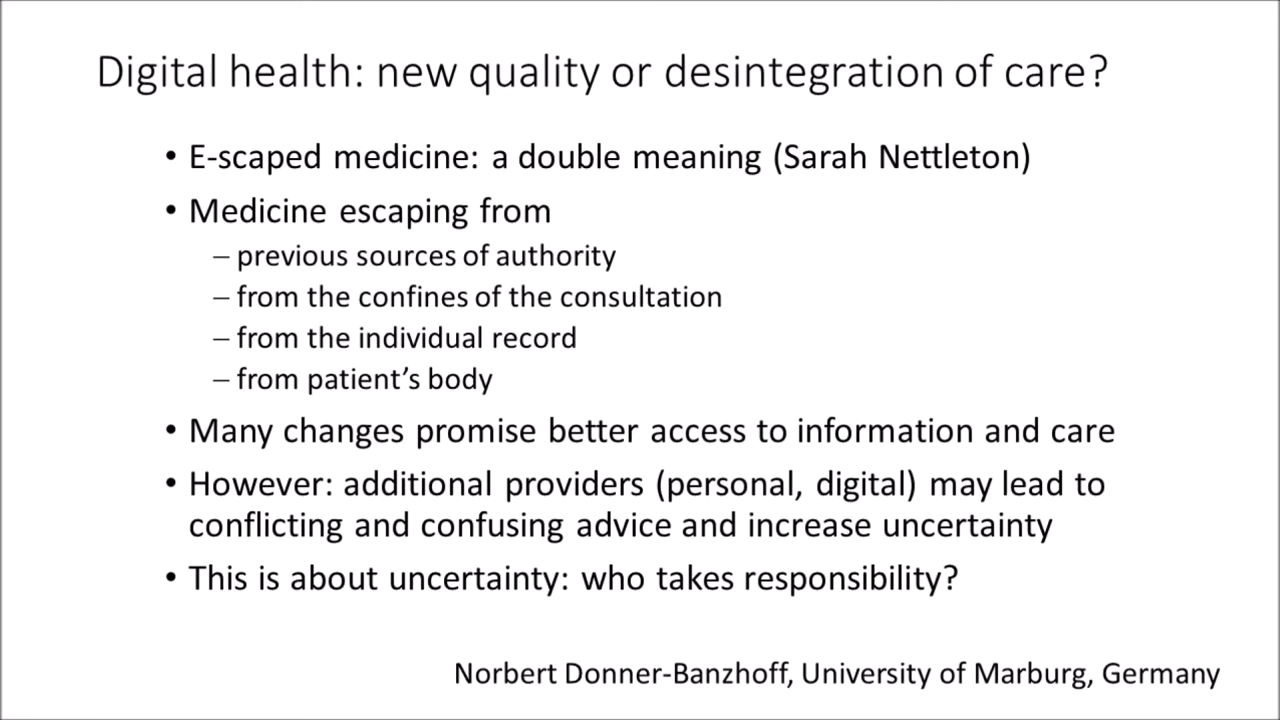 Digital health: new quality or desintegration of care?
• E-scaped medicine: a double meaning (Sarah Nettleton)
• Medicine escaping from
– previous sources of authority
– from the confines of the consultation
– from the individual record
– from patient’s body
• Many changes promise better access to information and care
• However: additional providers (personal, digital) may lead to
conflicting and confusing advice and increase uncertainty
• This is about uncertainty: who takes responsibility?
Norbert Donner-Banzhoff, University of Marburg, Germany